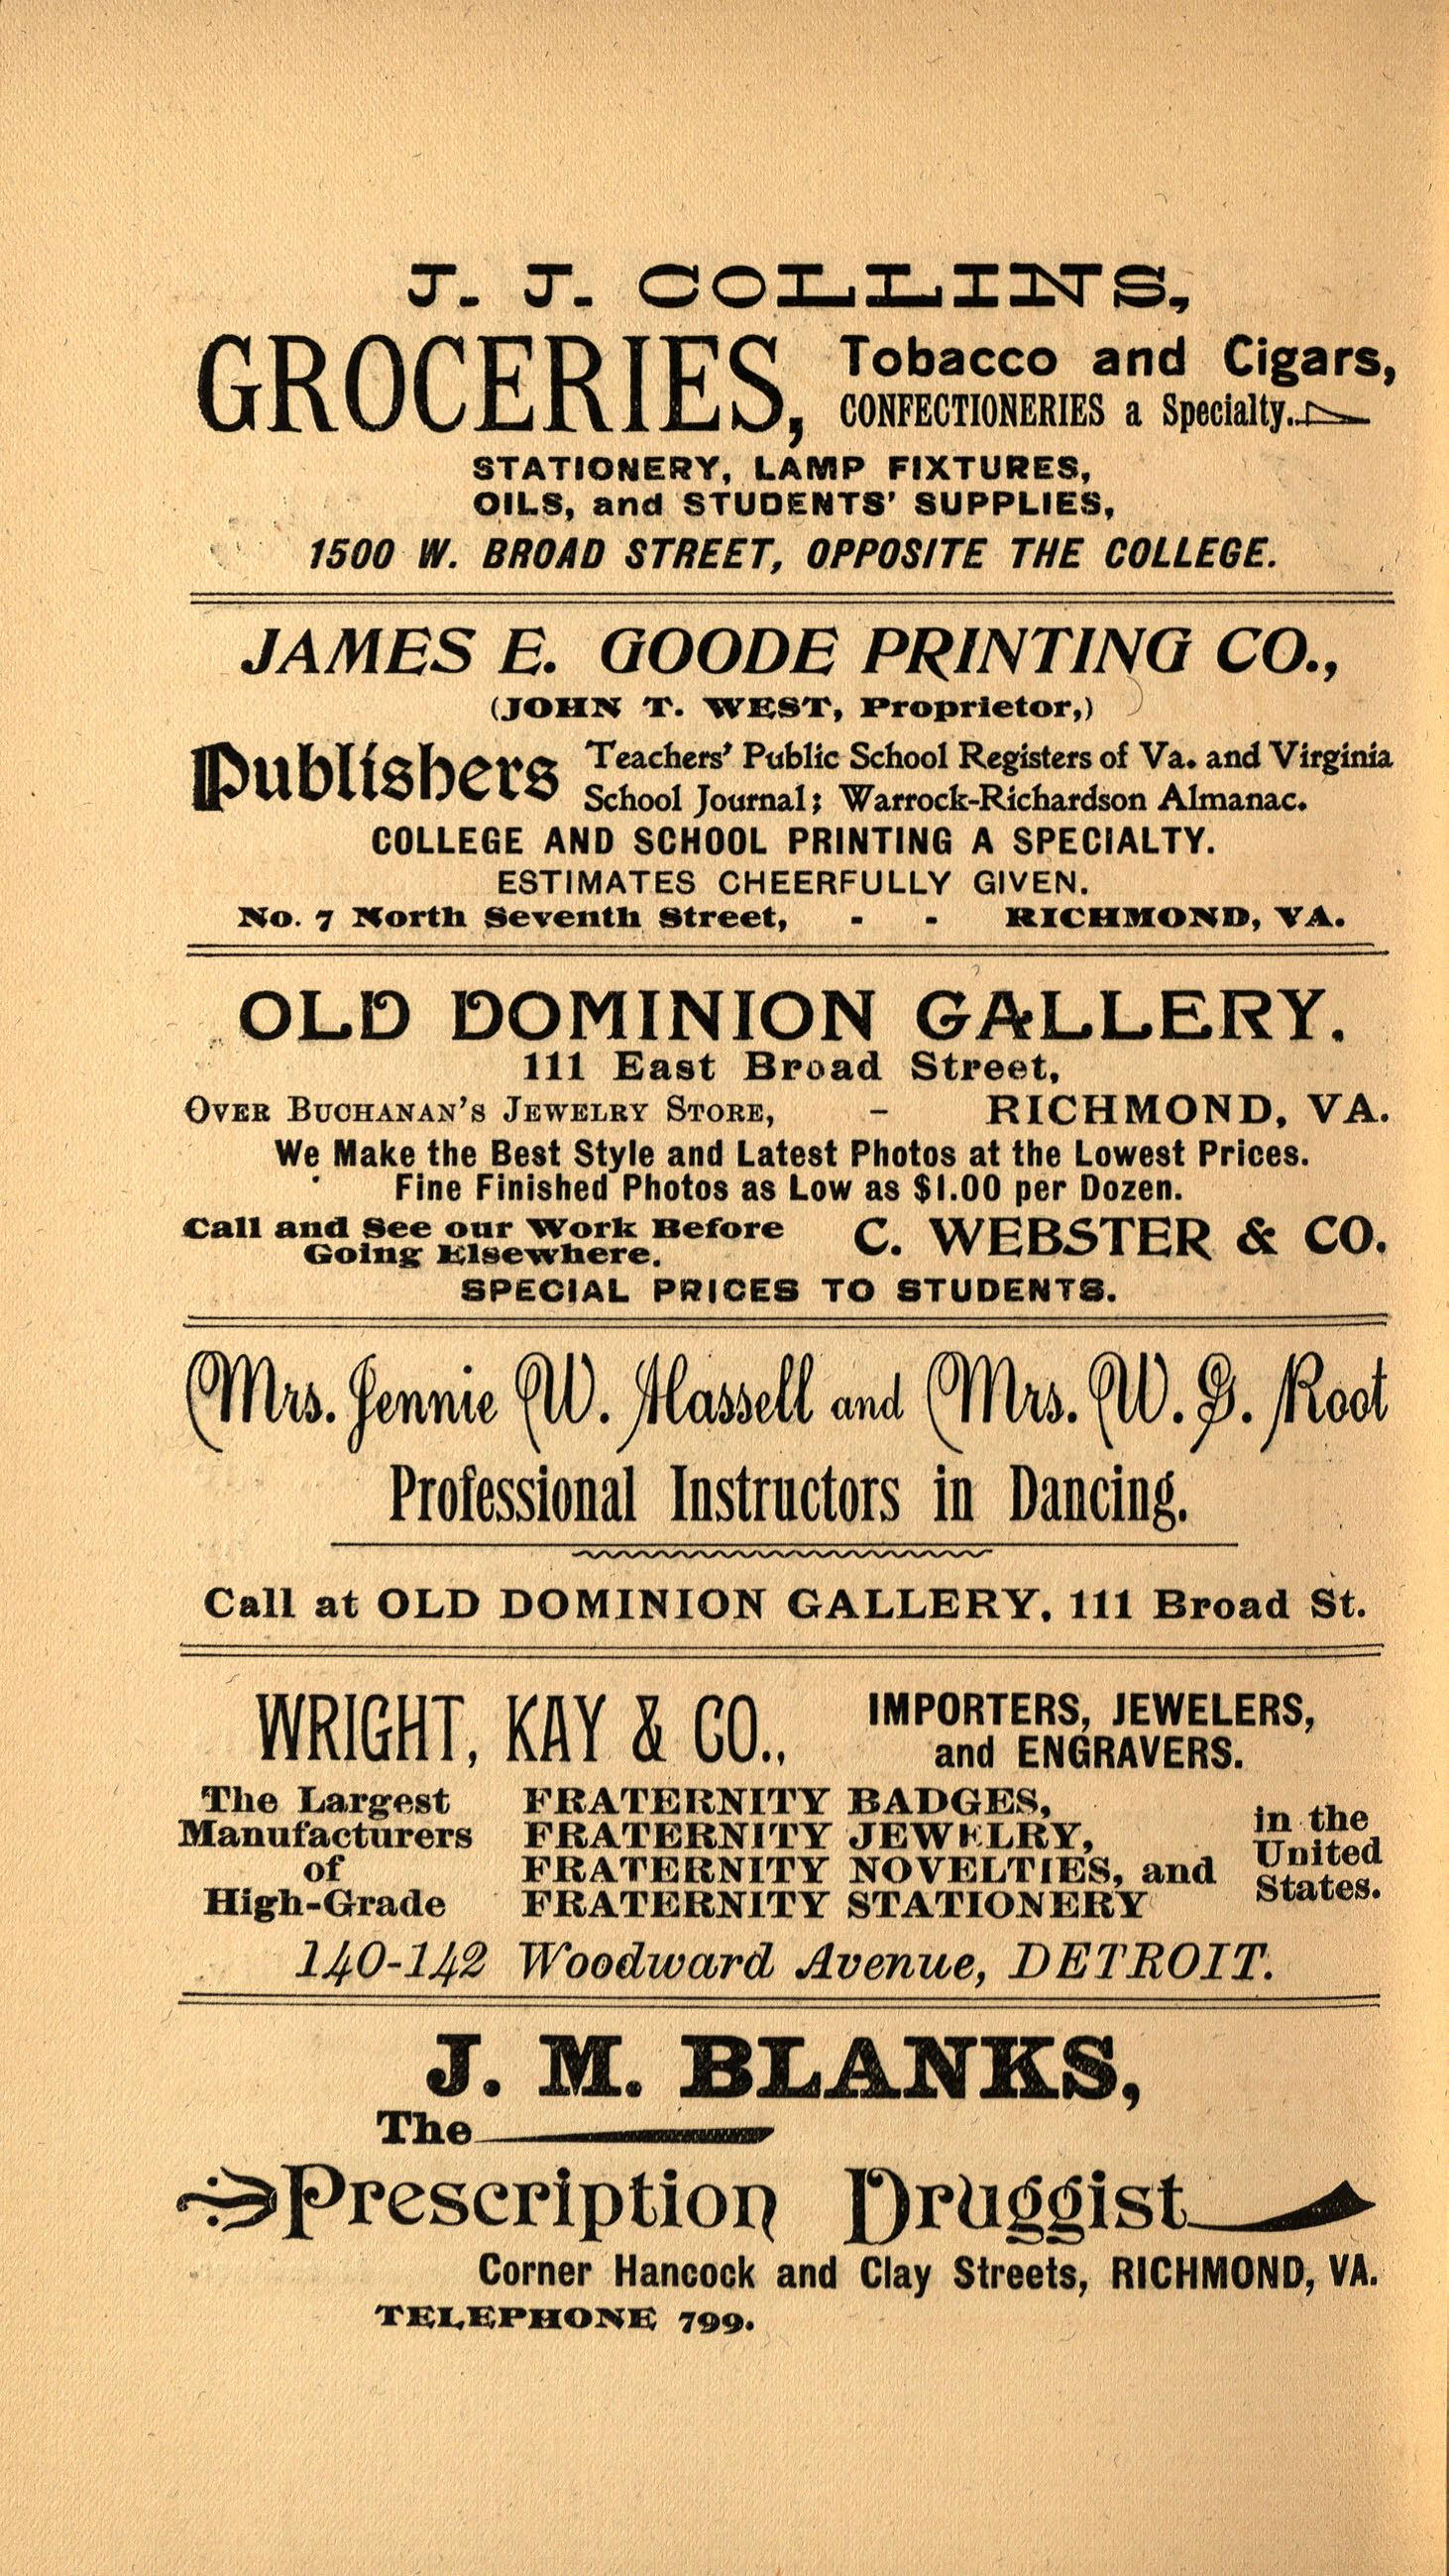 J. J. COLLINS,
GROCERIES, Tobacco and Cigars,
CONFECTIONERIES a Specialty.
STATIONERY, LAMP FIXTURES,
OILS, and STUDENTS' SUPPLIES,
1500 W. BROAD STREET, OPPOSITE THE COLLEGE.
JAMES E. GOODE PRINTING CO.,
(JOHN T. WEST, Proprietor,)
Publishers Teachers' Public School Registers of Va. and Virginia
School Journal; Warrock-Richardson Almanac.
COLLEGE AND SCHOOL PRINTING A SPECIALTY.
ESTIMATES CHEERFULLY GIVEN.
No. 7 North Seventh Street, - - RICHMOND, VA.
OLD DOMINION GALLERY.
111 East Broad Street,
OVER BUCHANAN'S JEWELRY STORE, - RICHMOND, VA.
We Make the Best Style and Latest Photos at the Lowest Prices.
Fine Finished Photos as Low as $1.00 per Dozen.
Call and See our Work Before
Going Elsewhere.
C. WEBSTER & CO.
SPECIAL PRICES TO STUDENTS.
Mrs. Jennie W. Hassell and Mrs. W. G. Root
Professional Instructors in Dancing.
Call at OLD DOMINION GALLERY, 111 Broad St.
WRIGHT, KAY & CO.,
IMPORTERS, JEWELERS,
and ENGRAVERS.
The Largest
Manufacturers
of
High-Grade
FRATERNITY BADGES,
FRATERNITY JEWELRY,
FRATERNITY NOVELTIES, and
FRATERNITY STATIONERY
in the
United
States.
140-142 Woodward Avenue, DETROIT.
J. M. BLANKS,
The
Prescription Druggist
Corner Hancock and Clay Streets, RICHMOND, VA.
TELEPHONE 799.